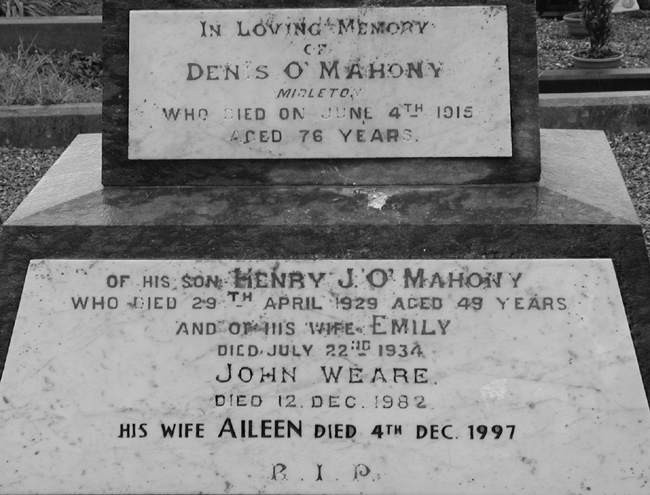 IN LOVING MEMORY
OF
DENIS O'MAHONY
MIDLETON
WHO DIED ON JUNE 4TH 1915
AGED 76 YEARS.
OF HIS SON HENRY J. O'MAHONY
WHO DIED 29TH APRIL 1929 AGED 49 YEARS
AND OF HIS WIFE EMILY
DIED JULY 22ND 1934
JOHN WEARE.
DIED 12. DEC. 1982
HIS WIFE AILEEN DIED 4TH DEC. 1997
R. I. P.